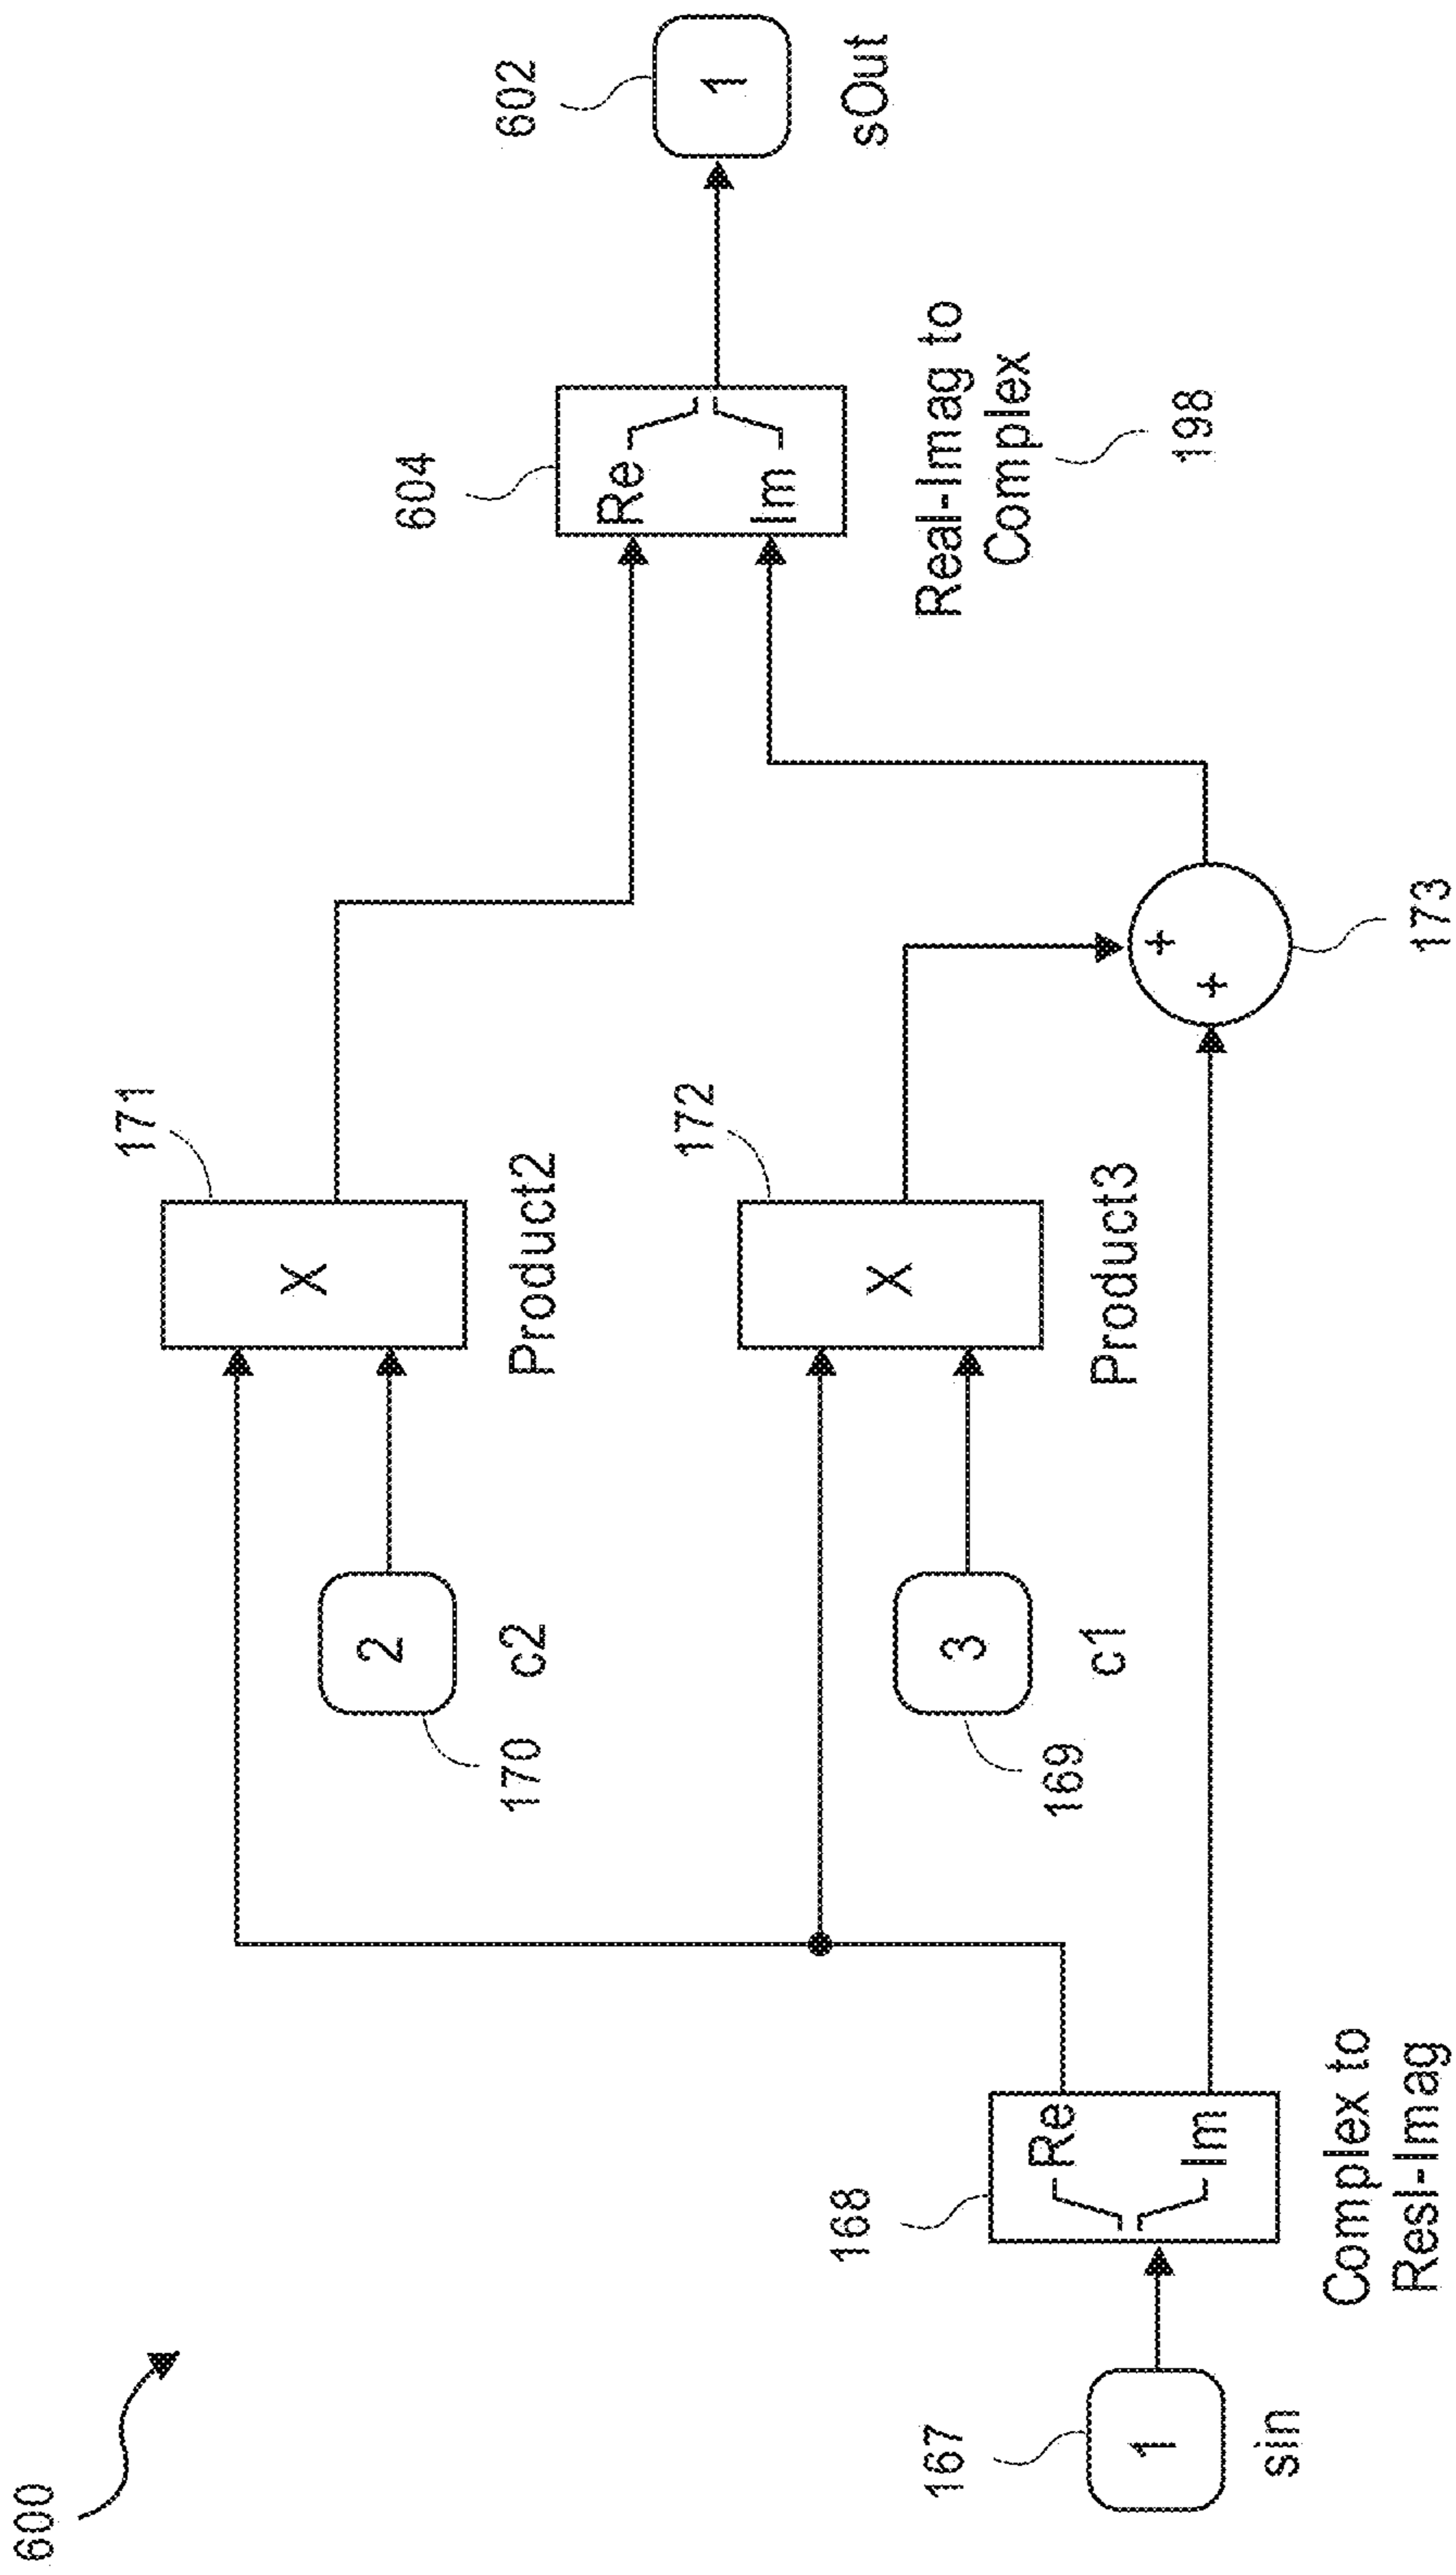 600
167
1
sin
168
Re
Im
Complex to
Resl-Imag
2
170
c2
3
169
c1
171
X
Product2
172
X
Product3
+
+
173
604
Re
Im
Real-Imag to
Complex
198
602
1
sOut